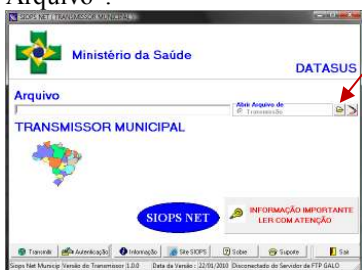 Arquivo".
SIOPS NET [ TRANSMISSOR MUNICIPAL ]
Ministério da Saúde
DATASUS
Arquivo
Abrir Arquivo de
Transmissão
TRANSMISSOR MUNICIPAL
SIOPS NET
INFORMAÇÃO IMPORTANTE
LER COM ATENÇÃO
Transmitir Autenticação Informação Site SIOPS Sobre Suporte Sair
Siops Net Municip Versão do Transmissor 1.0.0 Data da Versão : 22/01/2010 Disconectado do Servidor de FTP GALO